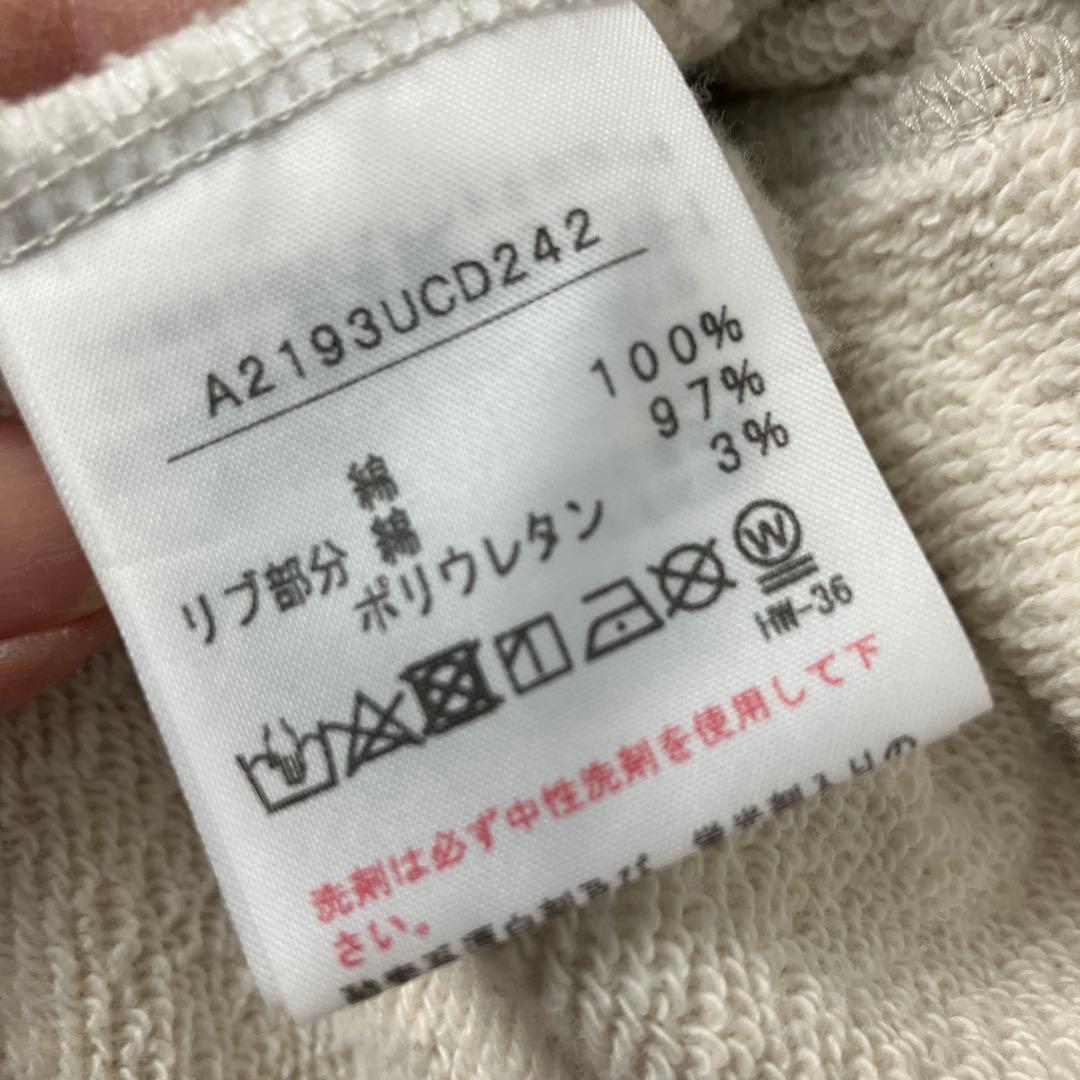 A2193UCD242
綿 100%
リブ部分 綿 97%
ポリウレタン 3%
W
HW-36
洗剤は必ず中性洗剤を使用して下
さい。